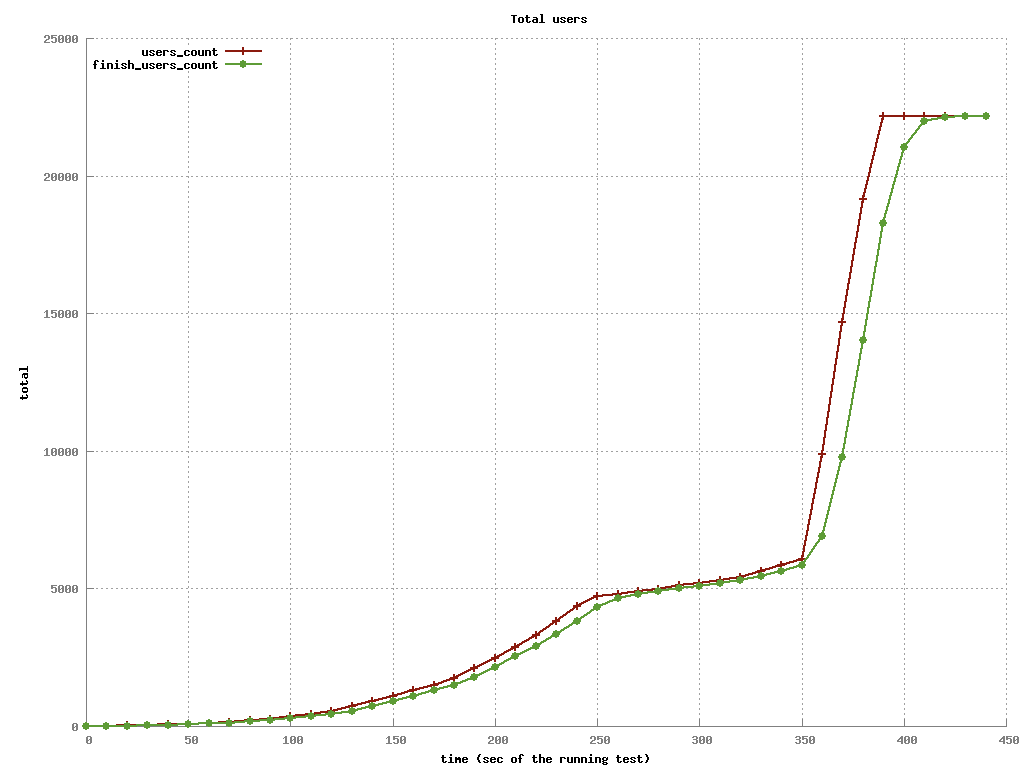 Total users
25000
users_count
finish_users_count
20000
15000
total
10000
5000
0
0 50 100 150 200 250 300 350 400 450
time (sec of the running test)